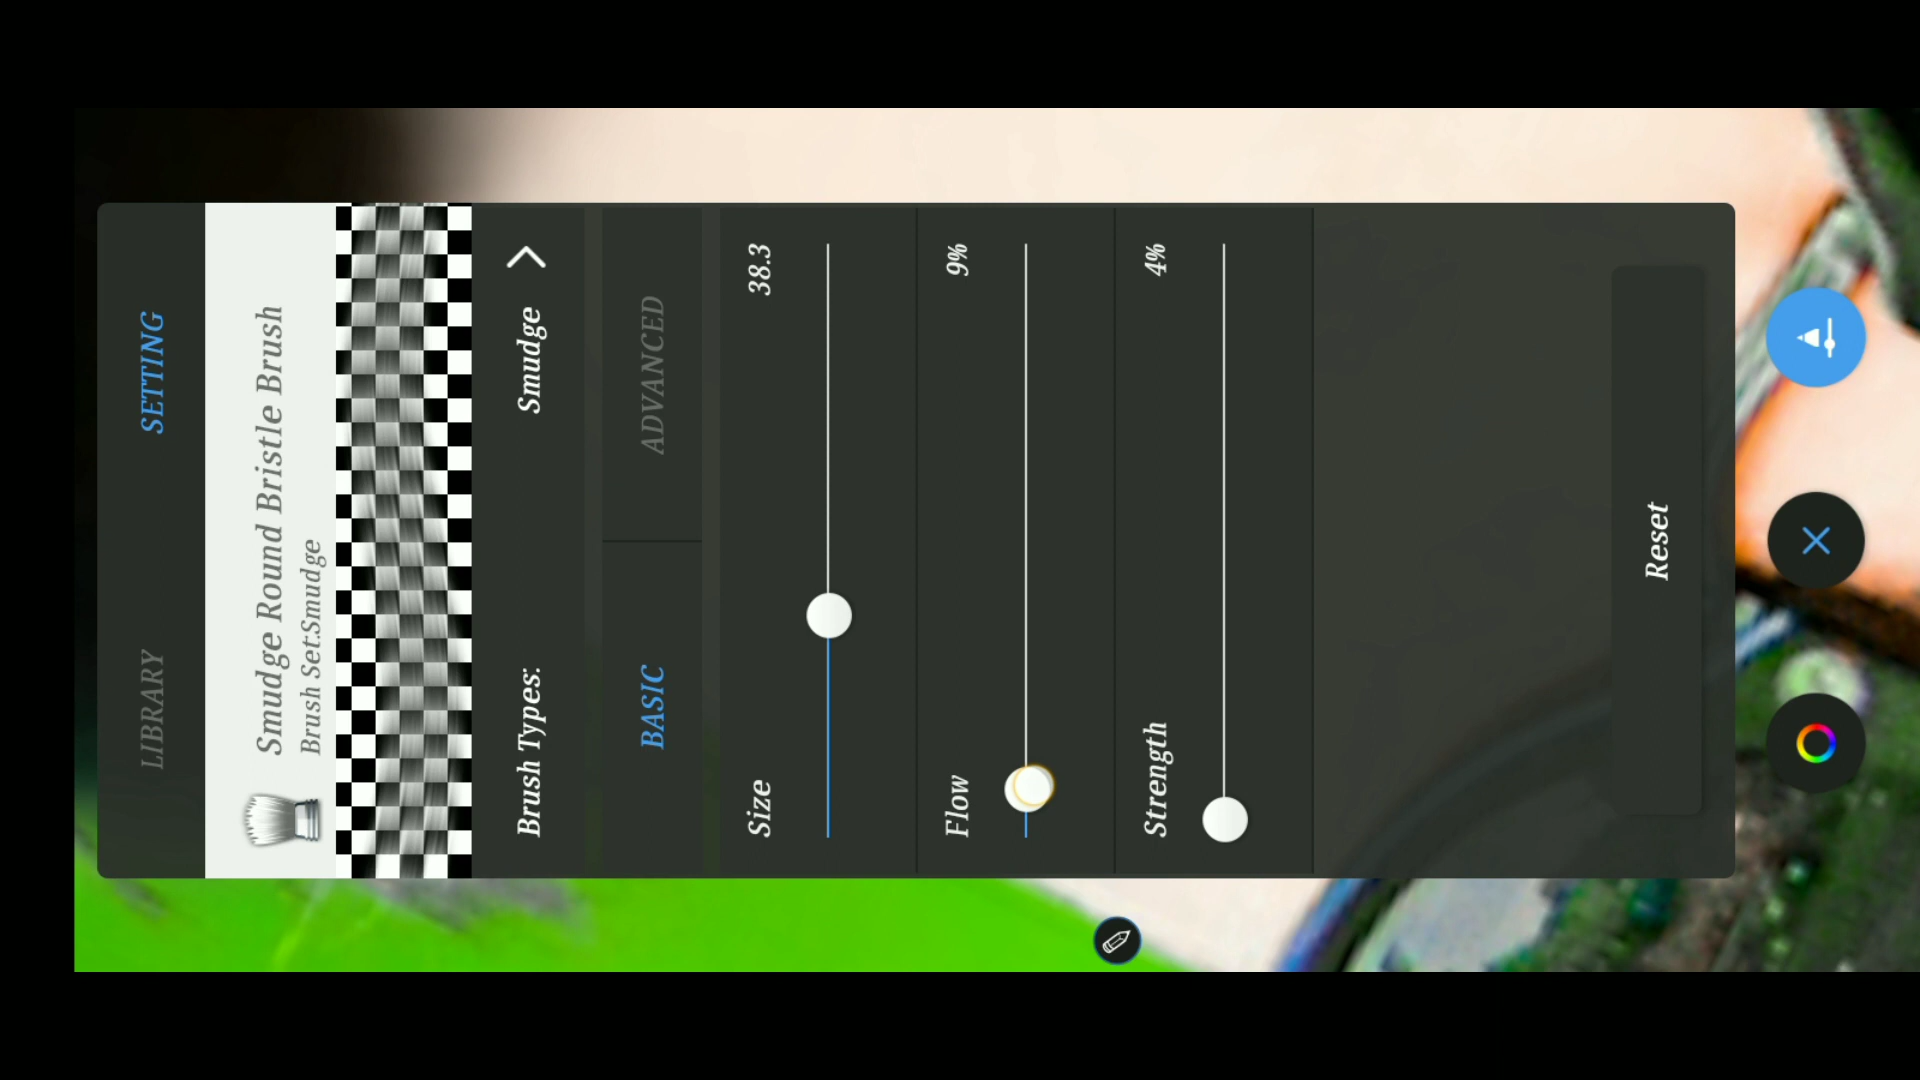 LIBRARY SETTING
Smudge Round Bristle Brush
Brush Set:Smudge
Brush Types: Smudge
BASIC ADVANCED
Size 38.3
Flow 9%
Strength 4%
Reset